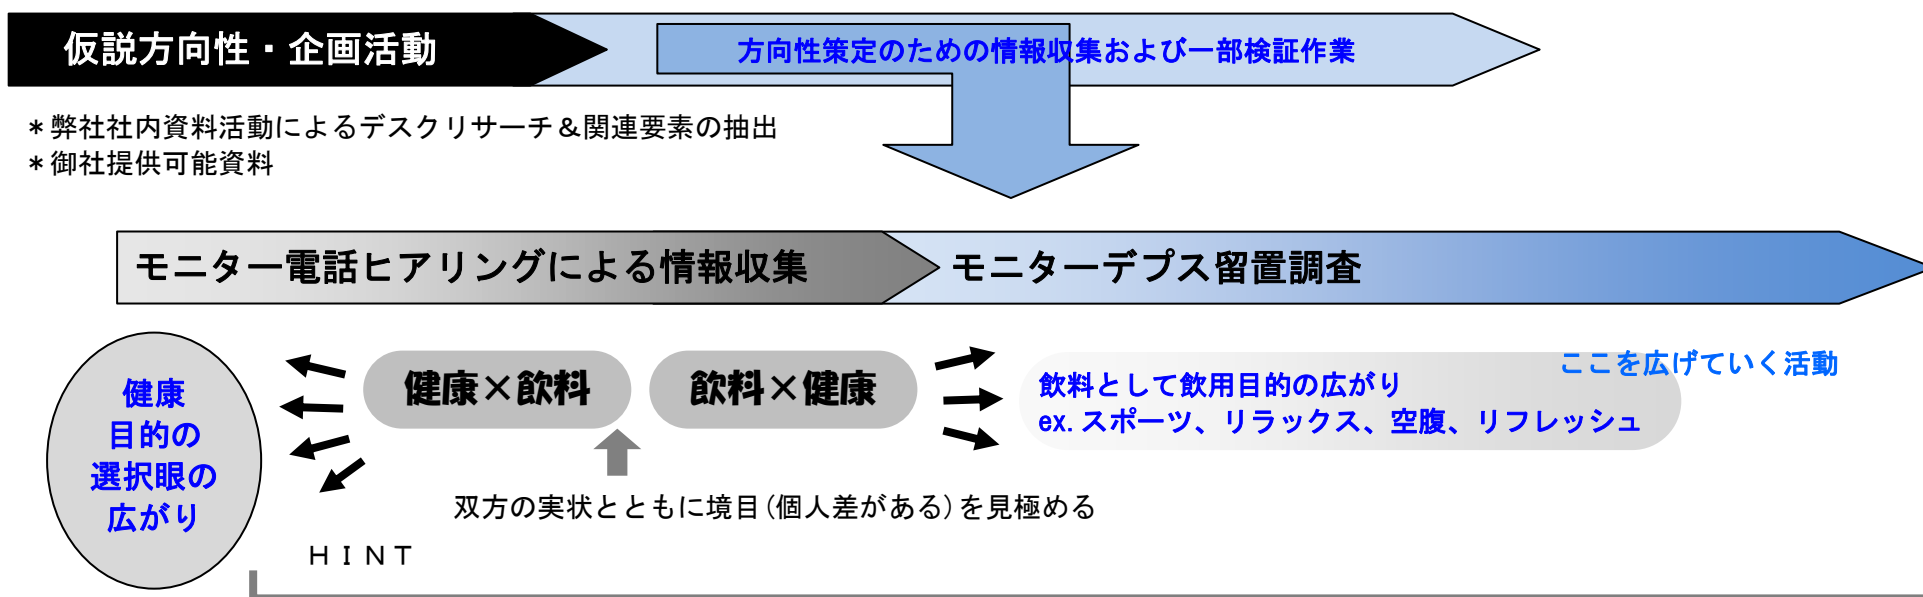 仮説方向性・企画活動
方向性策定のための情報収集および一部検証作業
＊弊社社内資料活動によるデスクリサーチ＆関連要素の抽出
＊御社提供可能資料
モニター電話ヒアリングによる情報収集
モニターデプス留置調査
健康
目的の
選択眼の
広がり
健康×飲料
飲料×健康
ここを広げていく活動
飲料として飲用目的の広がり
ex.スポーツ、リラックス、空腹、リフレッシュ
双方の実状とともに境目(個人差がある)を見極める
ＨＩＮＴ